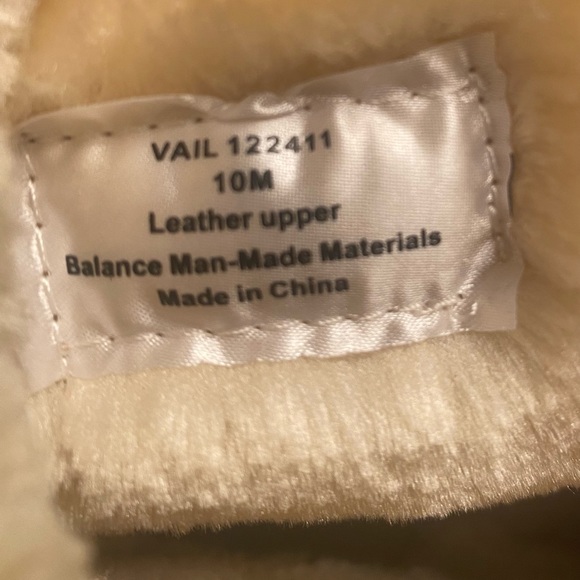 VAIL 122411
10M
Leather upper
Balance Man-Made Materials
Made in China